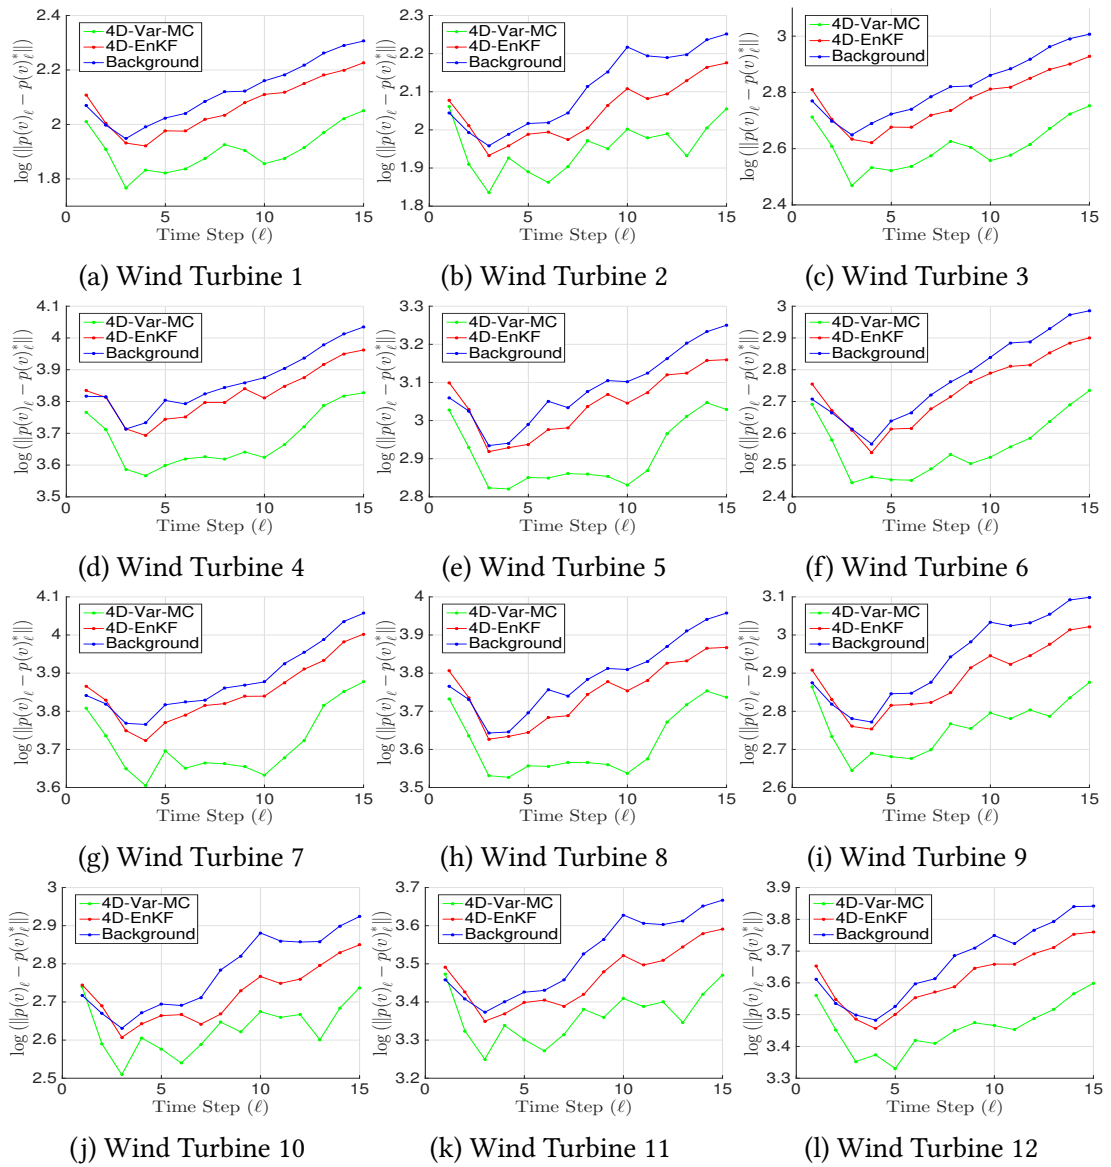 2.4
2.2
2
1.8
0 5 10 15
log (||p(v)ℓ − p(v)*ℓ||)
Time Step (ℓ)
4D-Var-MC
4D-EnKF
Background
(a) Wind Turbine 1
2.3
2.2
2.1
2
1.9
1.8
0 5 10 15
log (||p(v)ℓ − p(v)*ℓ||)
Time Step (ℓ)
4D-Var-MC
4D-EnKF
Background
(b) Wind Turbine 2
3
2.8
2.6
2.4
0 5 10 15
log (||p(v)ℓ − p(v)*ℓ||)
Time Step (ℓ)
4D-Var-MC
4D-EnKF
Background
(c) Wind Turbine 3
4.1
4
3.9
3.8
3.7
3.6
3.5
0 5 10 15
log (||p(v)ℓ − p(v)*ℓ||)
Time Step (ℓ)
4D-Var-MC
4D-EnKF
Background
(d) Wind Turbine 4
3.3
3.2
3.1
3
2.9
2.8
0 5 10 15
log (||p(v)ℓ − p(v)*ℓ||)
Time Step (ℓ)
4D-Var-MC
4D-EnKF
Background
(e) Wind Turbine 5
3
2.9
2.8
2.7
2.6
2.5
2.4
0 5 10 15
log (||p(v)ℓ − p(v)*ℓ||)
Time Step (ℓ)
4D-Var-MC
4D-EnKF
Background
(f) Wind Turbine 6
4.1
4
3.9
3.8
3.7
3.6
0 5 10 15
log (||p(v)ℓ − p(v)*ℓ||)
Time Step (ℓ)
4D-Var-MC
4D-EnKF
Background
(g) Wind Turbine 7
4
3.9
3.8
3.7
3.6
3.5
0 5 10 15
log (||p(v)ℓ − p(v)*ℓ||)
Time Step (ℓ)
4D-Var-MC
4D-EnKF
Background
(h) Wind Turbine 8
3.1
3
2.9
2.8
2.7
2.6
0 5 10 15
log (||p(v)ℓ − p(v)*ℓ||)
Time Step (ℓ)
4D-Var-MC
4D-EnKF
Background
(i) Wind Turbine 9
3
2.9
2.8
2.7
2.6
2.5
0 5 10 15
log (||p(v)ℓ − p(v)*ℓ||)
Time Step (ℓ)
4D-Var-MC
4D-EnKF
Background
(j) Wind Turbine 10
3.7
3.6
3.5
3.4
3.3
3.2
0 5 10 15
log (||p(v)ℓ − p(v)*ℓ||)
Time Step (ℓ)
4D-Var-MC
4D-EnKF
Background
(k) Wind Turbine 11
3.9
3.8
3.7
3.6
3.5
3.4
3.3
0 5 10 15
log (||p(v)ℓ − p(v)*ℓ||)
Time Step (ℓ)
4D-Var-MC
4D-EnKF
Background
(l) Wind Turbine 12